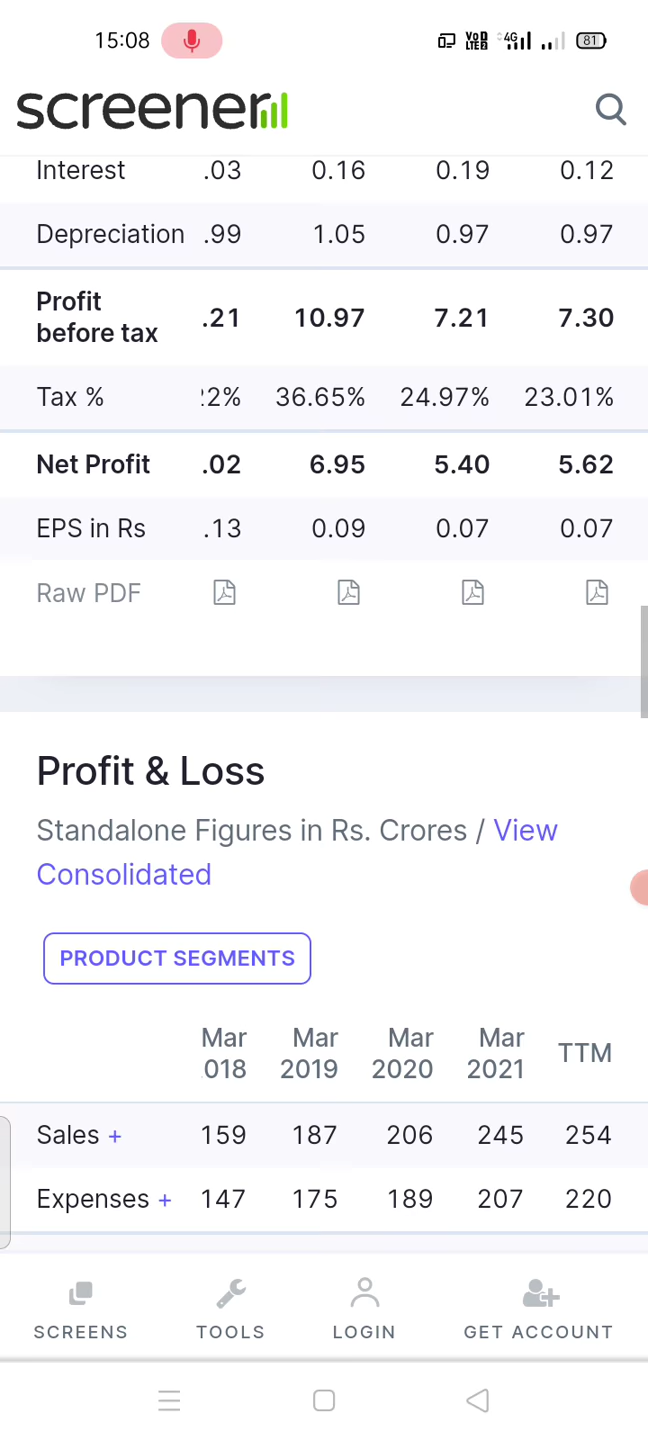 15:08 VoD LTE2 4G 81
screener
Interest .03 0.16 0.19 0.12
Depreciation .99 1.05 0.97 0.97
Profit before tax .21 10.97 7.21 7.30
Tax % 2% 36.65% 24.97% 23.01%
Net Profit .02 6.95 5.40 5.62
EPS in Rs .13 0.09 0.07 0.07
Raw PDF
Profit & Loss
Standalone Figures in Rs. Crores / View
Consolidated
PRODUCT SEGMENTS
Mar 018 Mar 2019 Mar 2020 Mar 2021 TTM
Sales + 159 187 206 245 254
Expenses + 147 175 189 207 220
SCREENS TOOLS LOGIN GET ACCOUNT